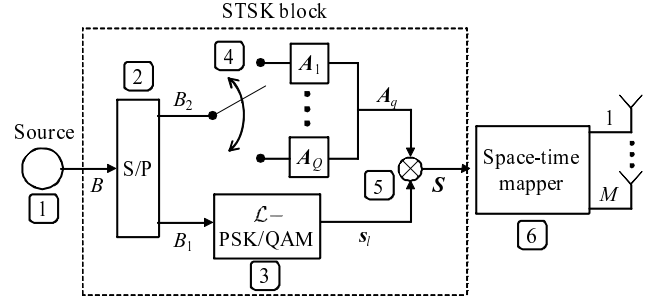 STSK block
4
A1
2
B2
Aq
1
Source
S/P
AQ
Space-time
mapper
B
5
S
M
1
B1
ℒ−
PSK/QAM
sl
6
3